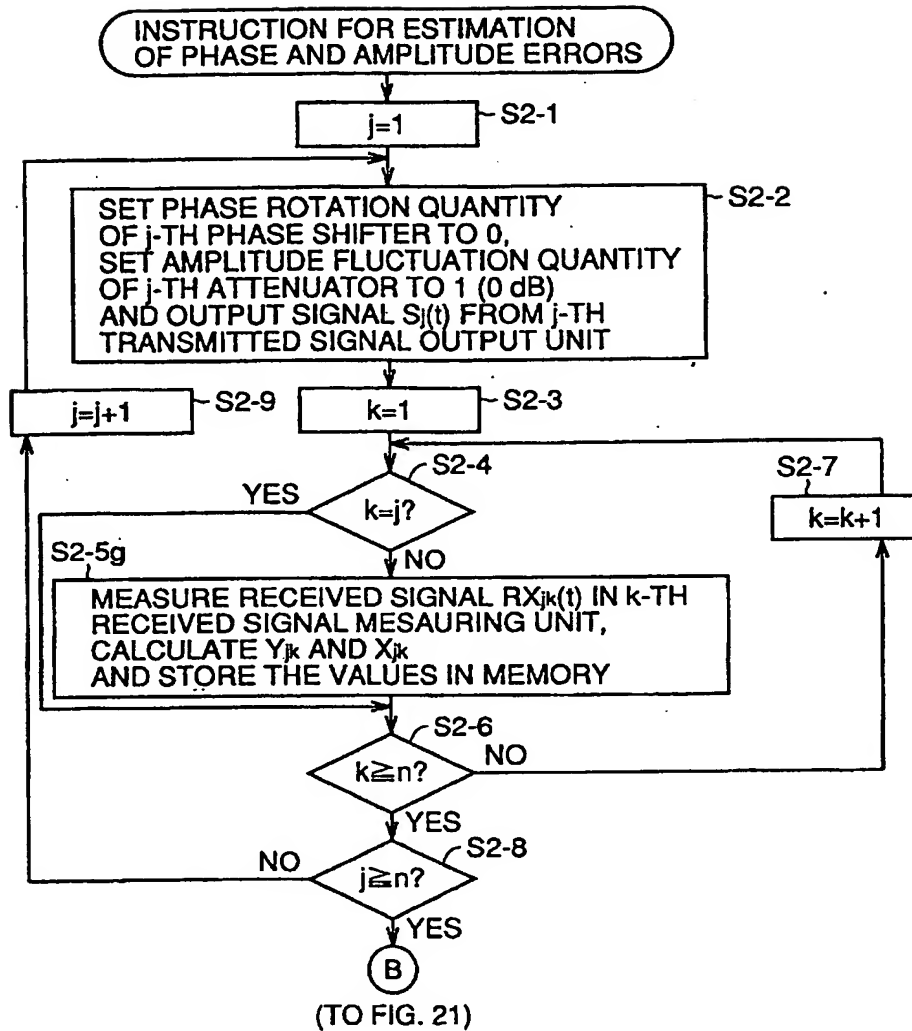 INSTRUCTION FOR ESTIMATION
OF PHASE AND AMPLITUDE ERRORS
j=1
S2-1
S2-2
SET PHASE ROTATION QUANTITY
OF j-TH PHASE SHIFTER TO 0,
SET AMPLITUDE FLUCTUATION QUANTITY
OF j-TH ATTENUATOR TO 1 (0 dB)
AND OUTPUT SIGNAL Sj(t) FROM j-TH
TRANSMITTED SIGNAL OUTPUT UNIT
j=j+1
S2-9
k=1
S2-3
S2-4
YES
k=j?
NO
S2-7
k=k+1
S2-5g
MEASURE RECEIVED SIGNAL RXjk(t) IN k-TH
RECEIVED SIGNAL MESAURING UNIT,
CALCULATE Yjk AND Xjk
AND STORE THE VALUES IN MEMORY
S2-6
k≧n?
NO
YES
S2-8
NO
j≧n?
YES
B
(TO FIG. 21)